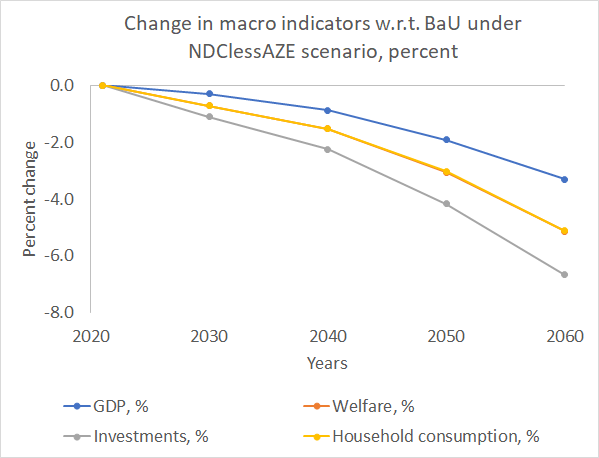 Change in macro indicators w.r.t. BaU under
NDClessAZE scenario, percent
0.0
-2.0
-4.0
-6.0
-8.0
Percent change
2020 2030 2040 2050 2060
Years
GDP, % Welfare, %
Investments, % Household consumption, %